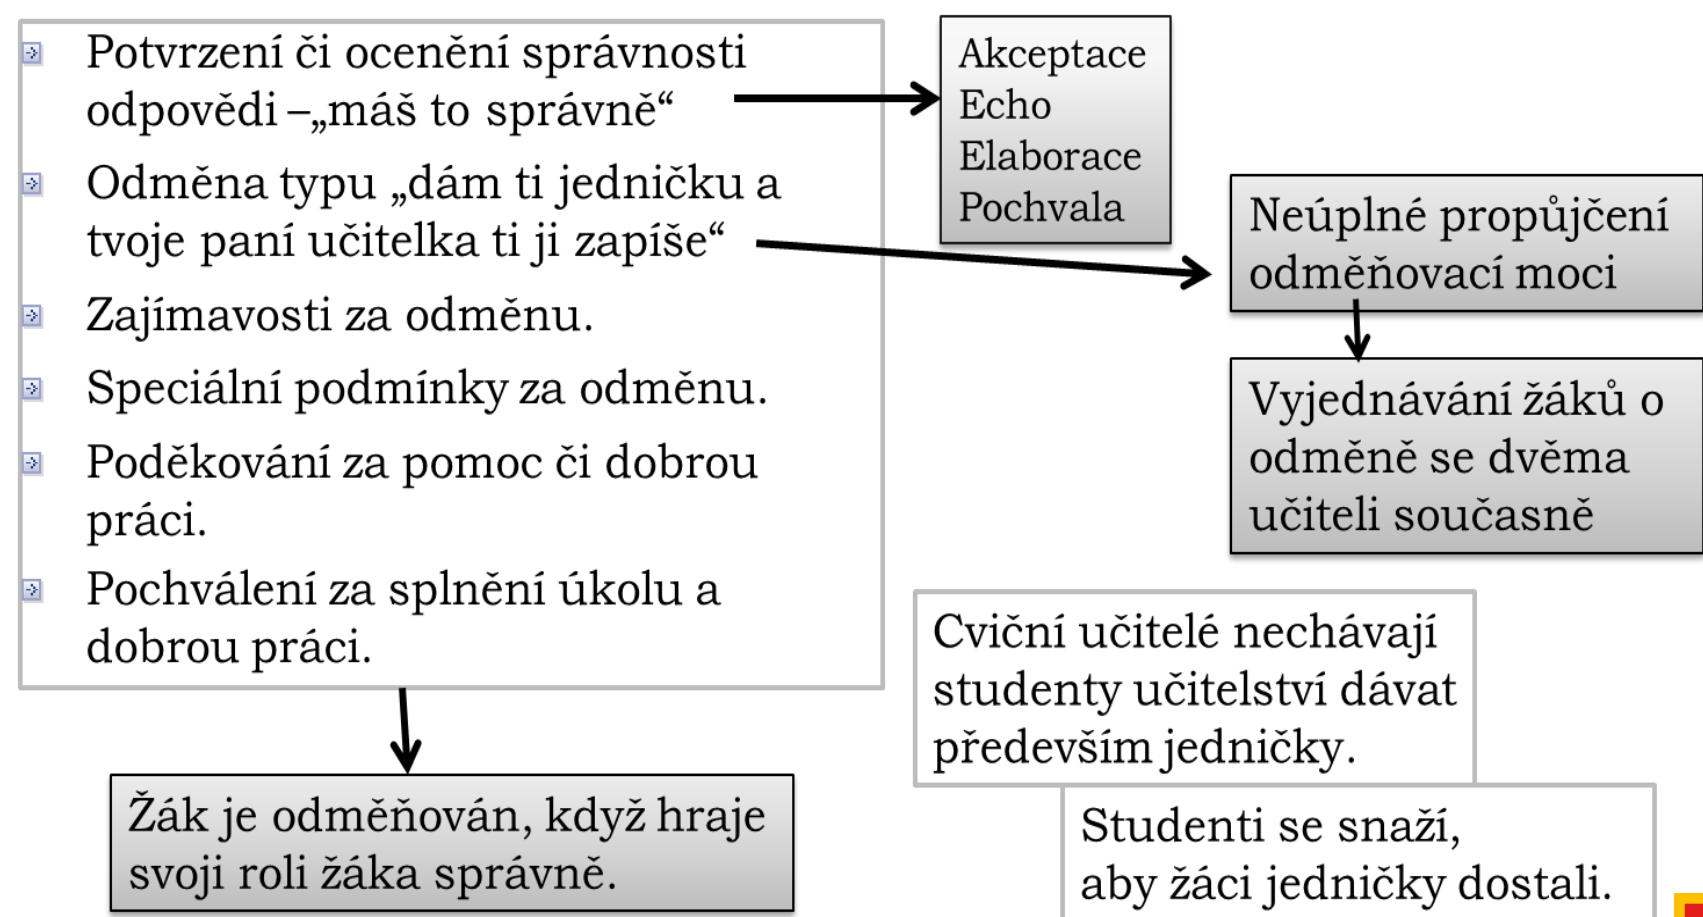 Potvrzení či ocenění správnosti
odpovědi –„máš to správně“
Odměna typu „dám ti jedničku a
tvoje paní učitelka ti ji zapíše“
Zajímavosti za odměnu.
Speciální podmínky za odměnu.
Poděkování za pomoc či dobrou
práci.
Pochválení za splnění úkolu a
dobrou práci.
Akceptace
Echo
Elaborace
Pochvala
Neúplné propůjčení
odměňovací moci
Vyjednávání žáků o
odměně se dvěma
učiteli současně
Žák je odměňován, když hraje
svoji roli žáka správně.
Cviční učitelé nechávají
studenty učitelství dávat
především jedničky.
Studenti se snaží,
aby žáci jedničky dostali.